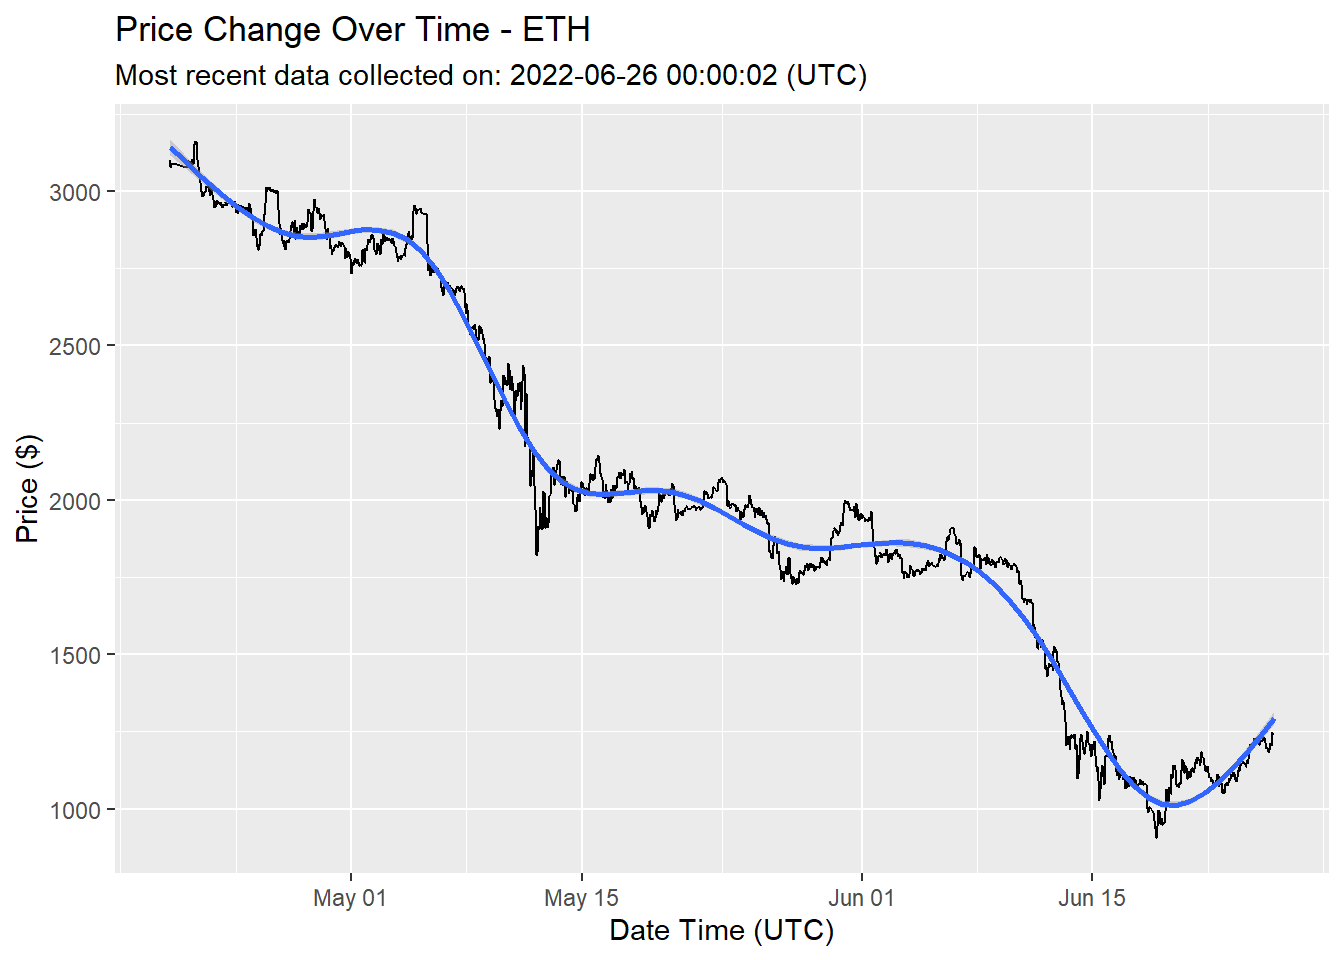 Price Change Over Time - ETH
Most recent data collected on: 2022-06-26 00:00:02 (UTC)
Price ($)
3000
2500
2000
1500
1000
May 01
May 15
Jun 01
Jun 15
Date Time (UTC)